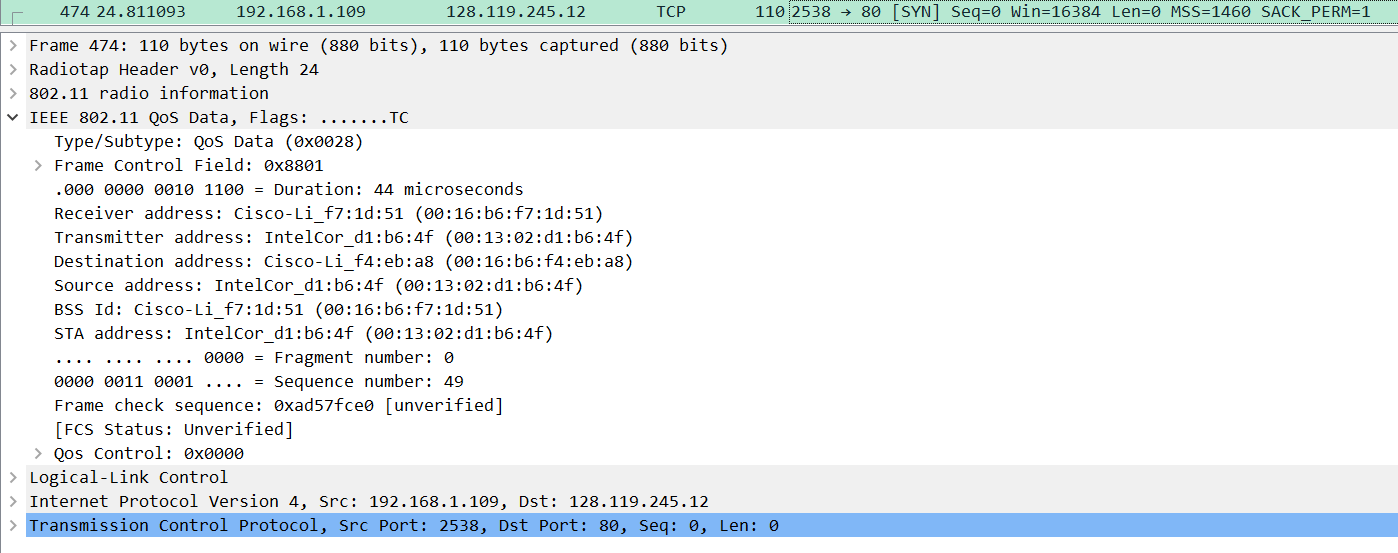 474 24.811093 192.168.1.109 128.119.245.12 TCP 110 2538 → 80 [SYN] Seq=0 Win=16384 Len=0 MSS=1460 SACK_PERM=1
Frame 474: 110 bytes on wire (880 bits), 110 bytes captured (880 bits)
Radiotap Header v0, Length 24
802.11 radio information
IEEE 802.11 QoS Data, Flags: .......TC
Type/Subtype: QoS Data (0x0028)
Frame Control Field: 0x8801
.000 0000 0010 1100 = Duration: 44 microseconds
Receiver address: Cisco-Li_f7:1d:51 (00:16:b6:f7:1d:51)
Transmitter address: IntelCor_d1:b6:4f (00:13:02:d1:b6:4f)
Destination address: Cisco-Li_f4:eb:a8 (00:16:b6:f4:eb:a8)
Source address: IntelCor_d1:b6:4f (00:13:02:d1:b6:4f)
BSS Id: Cisco-Li_f7:1d:51 (00:16:b6:f7:1d:51)
STA address: IntelCor_d1:b6:4f (00:13:02:d1:b6:4f)
.... .... .... 0000 = Fragment number: 0
0000 0011 0001 .... = Sequence number: 49
Frame check sequence: 0xad57fce0 [unverified]
[FCS Status: Unverified]
Qos Control: 0x0000
Logical-Link Control
Internet Protocol Version 4, Src: 192.168.1.109, Dst: 128.119.245.12
Transmission Control Protocol, Src Port: 2538, Dst Port: 80, Seq: 0, Len: 0